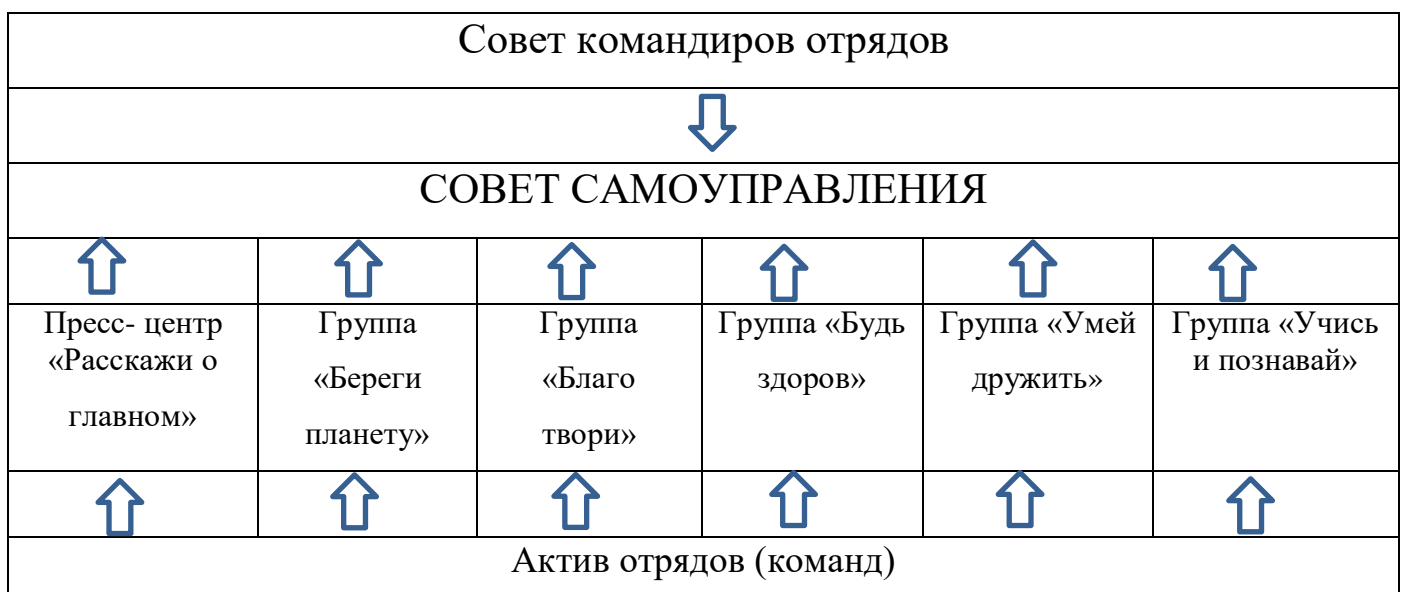 Совет командиров отрядов
СОВЕТ САМОУПРАВЛЕНИЯ
Пресс- центр
«Расскажи о
главном»
Группа
«Береги
планету»
Группа
«Благо
твори»
Группа «Будь
здоров»
Группа «Умей
дружить»
Группа «Учись
и познавай»
Актив отрядов (команд)